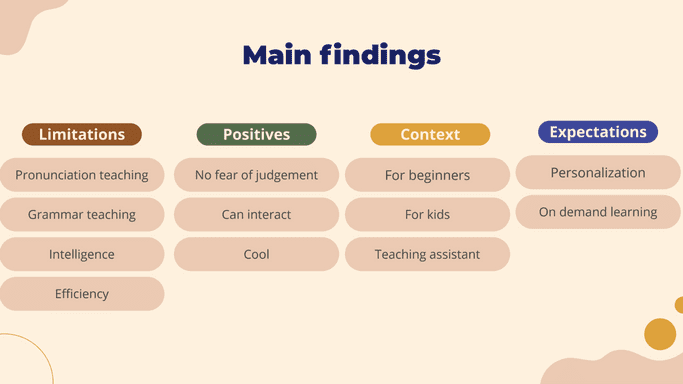 Main findings
Limitations
Pronunciation teaching
Grammar teaching
Intelligence
Efficiency
Positives
No fear of judgement
Can interact
Cool
Context
For beginners
For kids
Teaching assistant
Expectations
Personalization
On demand learning